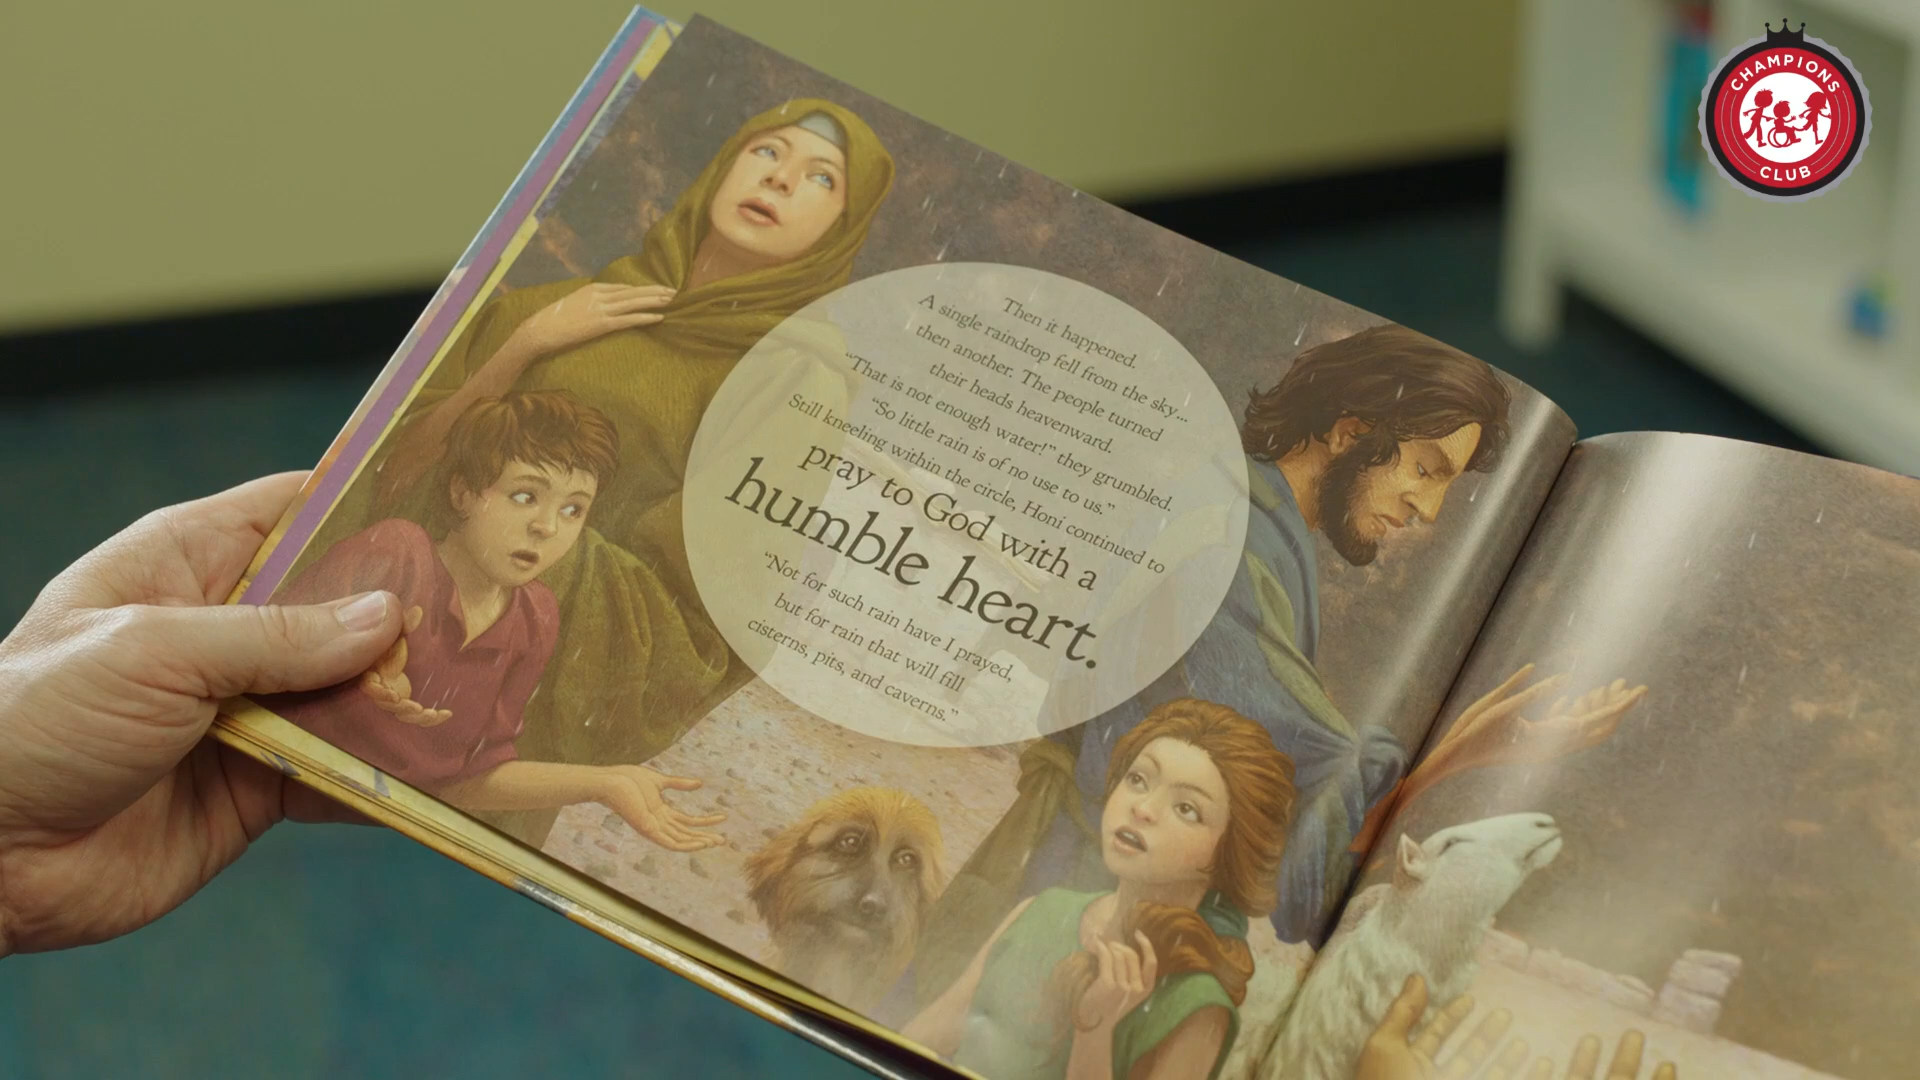 Then it happened.
A single raindrop fell from the sky...
then another. The people turned
their heads heavenward.
“That is not enough water!” they grumbled.
“So little rain is of no use to us.”
Still kneeling within the circle, Honi continued to
pray to God with a
humble heart.
“Not for such rain have I prayed,
but for rain that will fill
cisterns, pits, and caverns.”
CHAMPIONS
CLUB